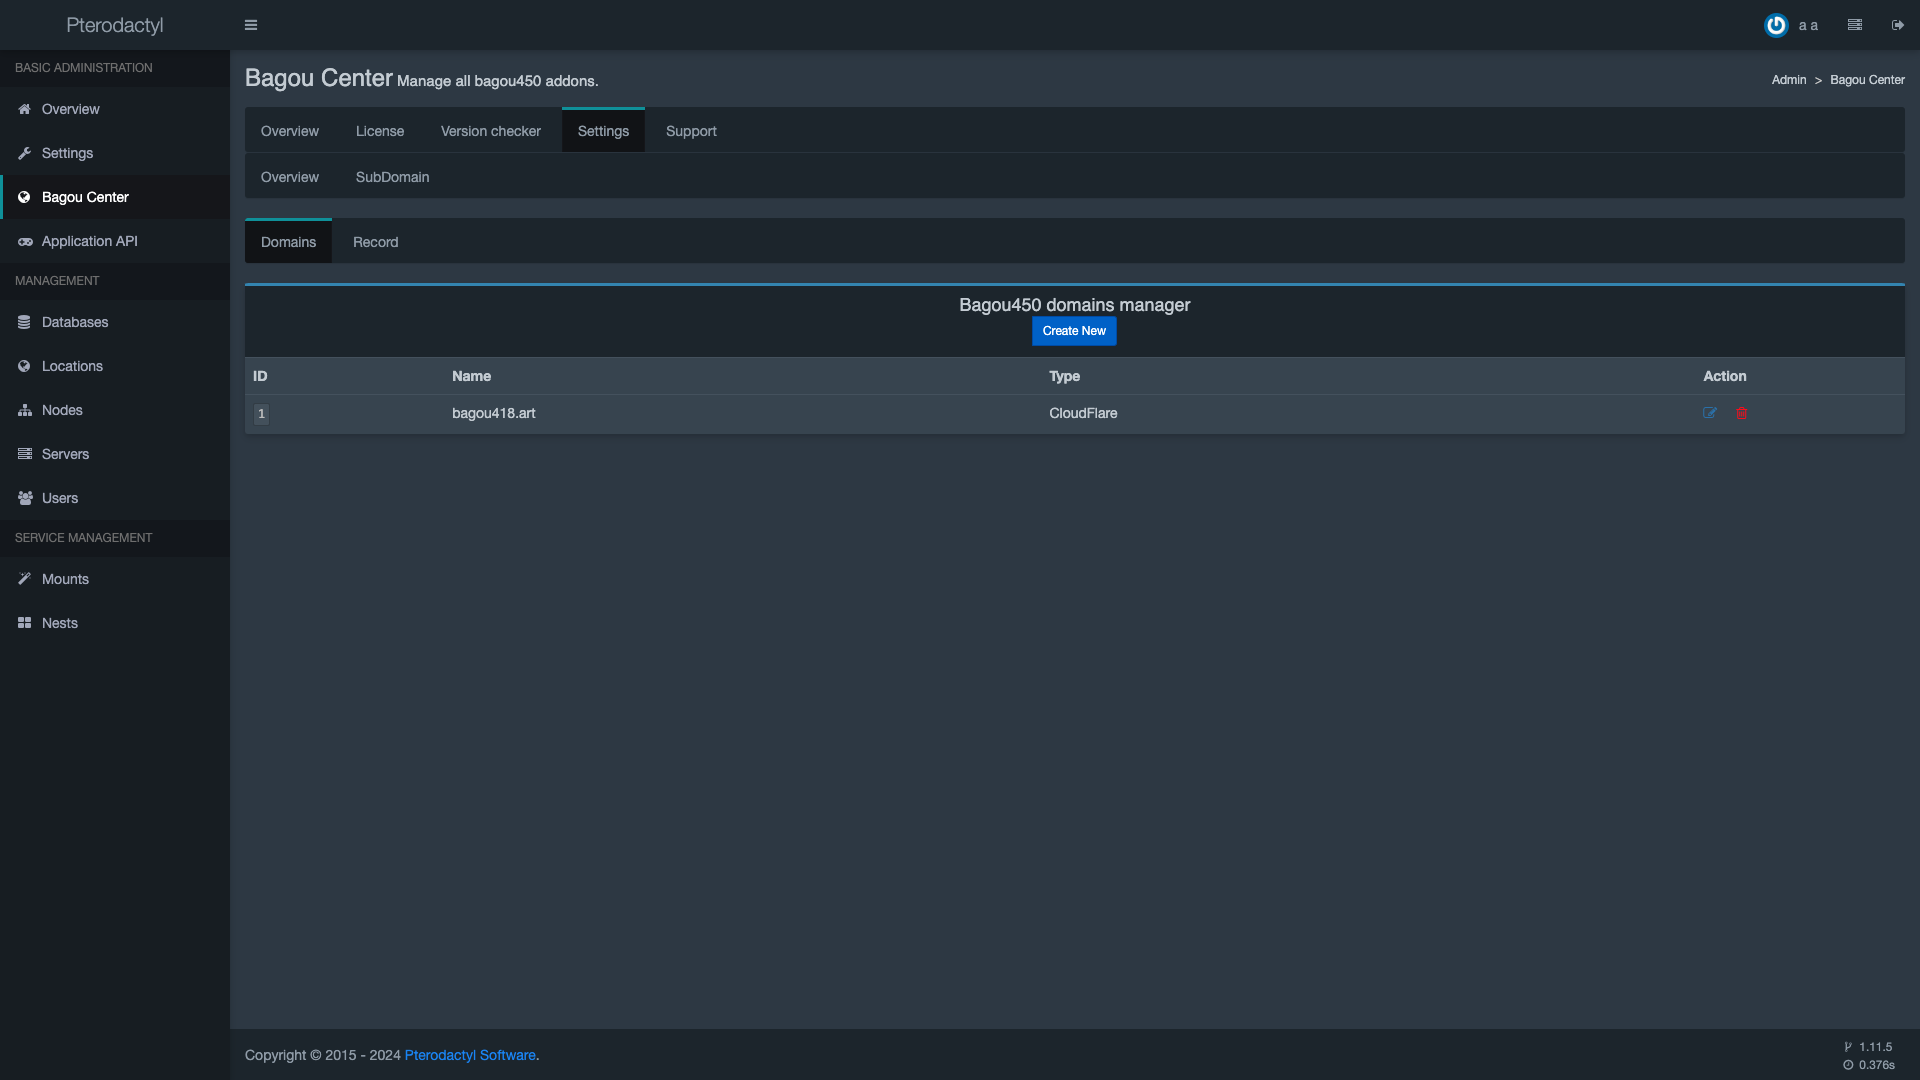 Pterodactyl
a a
BASIC ADMINISTRATION
Overview
Settings
Bagou Center
Application API
MANAGEMENT
Databases
Locations
Nodes
Servers
Users
SERVICE MANAGEMENT
Mounts
Nests
Bagou Center Manage all bagou450 addons.
Admin > Bagou Center
Overview License Version checker Settings Support
Overview SubDomain
Domains Record
Bagou450 domains manager
Create New
ID Name Type Action
1 bagou418.art CloudFlare
Copyright © 2015 - 2024 Pterodactyl Software.
1.11.5
0.376s